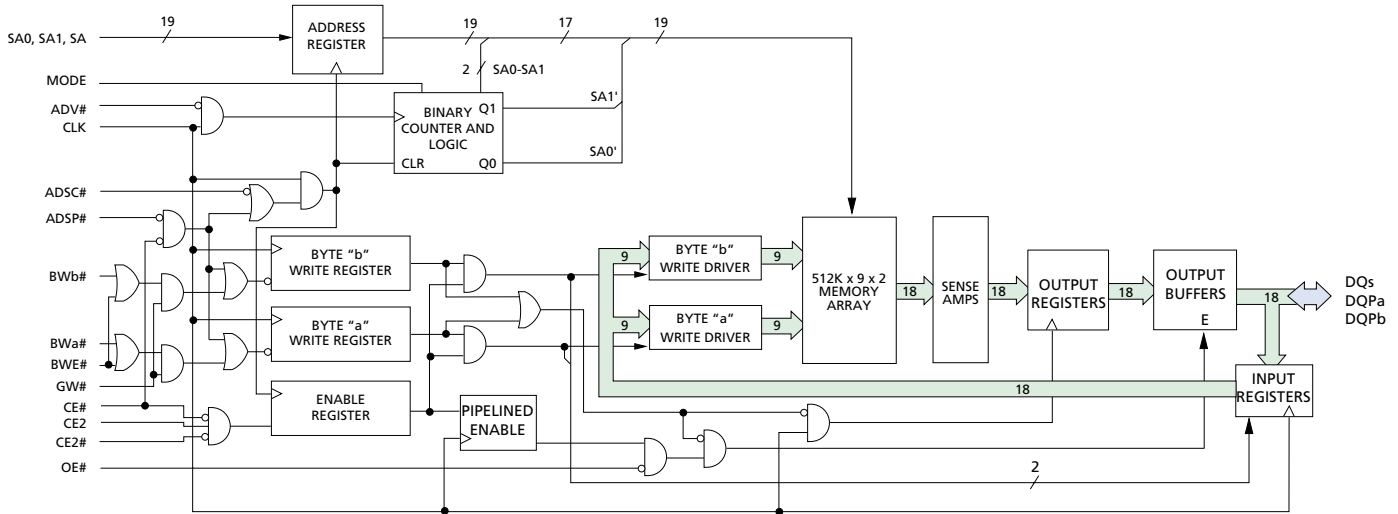 19
ADDRESS
REGISTER
19
17
19
SA0, SA1, SA
2
SA0-SA1
MODE
ADV#
CLK
BINARY
COUNTER AND
LOGIC
Q1
SA1'
CLR
Q0
SA0'
ADSC#
ADSP#
BYTE “b”
WRITE REGISTER
9
BYTE “b”
WRITE DRIVER
9
512K x 9 x 2
MEMORY
ARRAY
18
SENSE
AMPS
18
OUTPUT
REGISTERS
18
OUTPUT
BUFFERS
E
18
DQs
DQPa
DQPb
BWb#
BYTE “a”
WRITE REGISTER
9
BYTE “a”
WRITE DRIVER
9
BWa#
BWE#
GW#
CE#
CE2
CE2#
OE#
ENABLE
REGISTER
PIPELINED
ENABLE
18
INPUT
REGISTERS
2